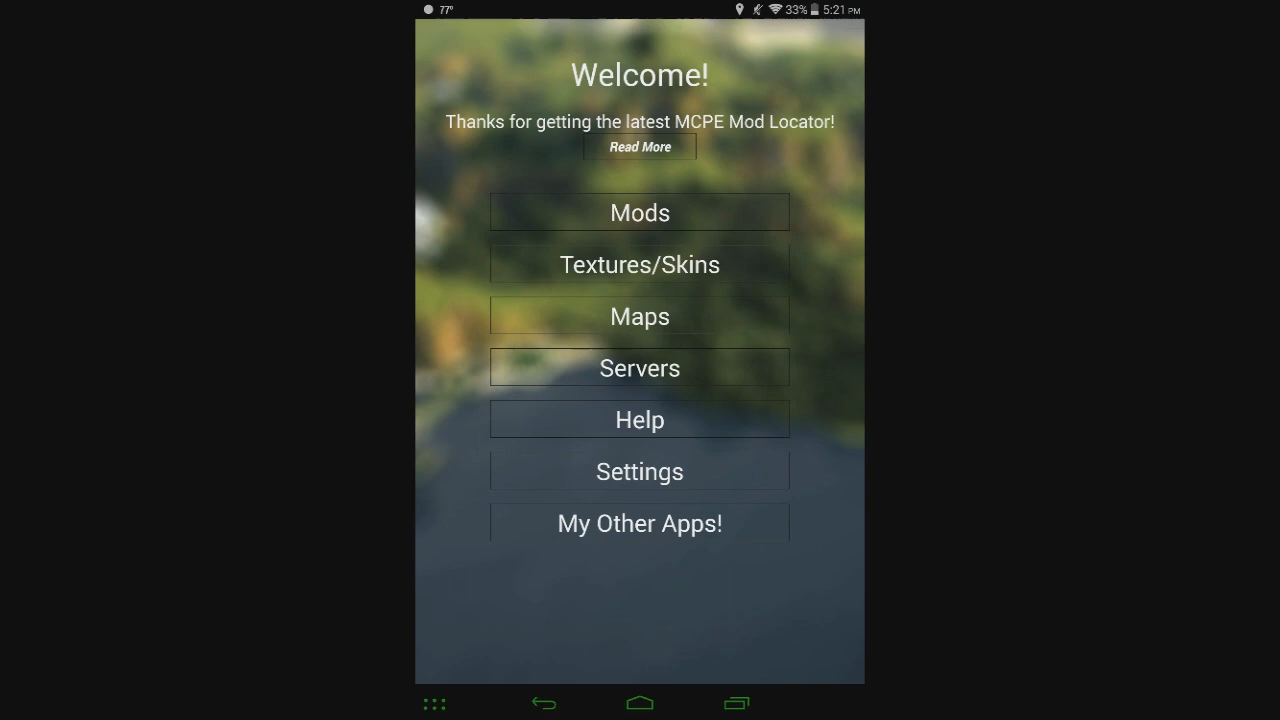 77°
33%
5:21 PM
Welcome!
Thanks for getting the latest MCPE Mod Locator!
Read More
Mods
Textures/Skins
Maps
Servers
Help
Settings
My Other Apps!